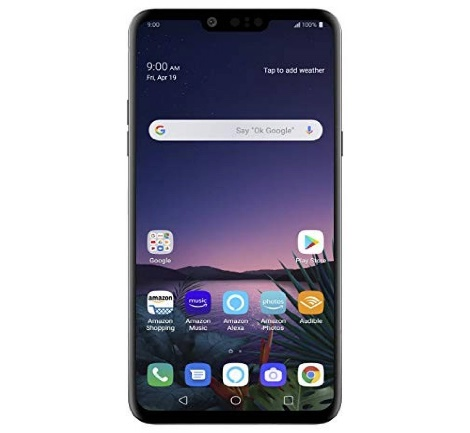 9:00 100%
9:00 AM
Fri, Apr 19
Tap to add weather
Say "Ok Google"
Google
Play Store
amazon
music
photos
Amazon Shopping
Amazon Music
Amazon Alexa
Amazon Photos
Audible